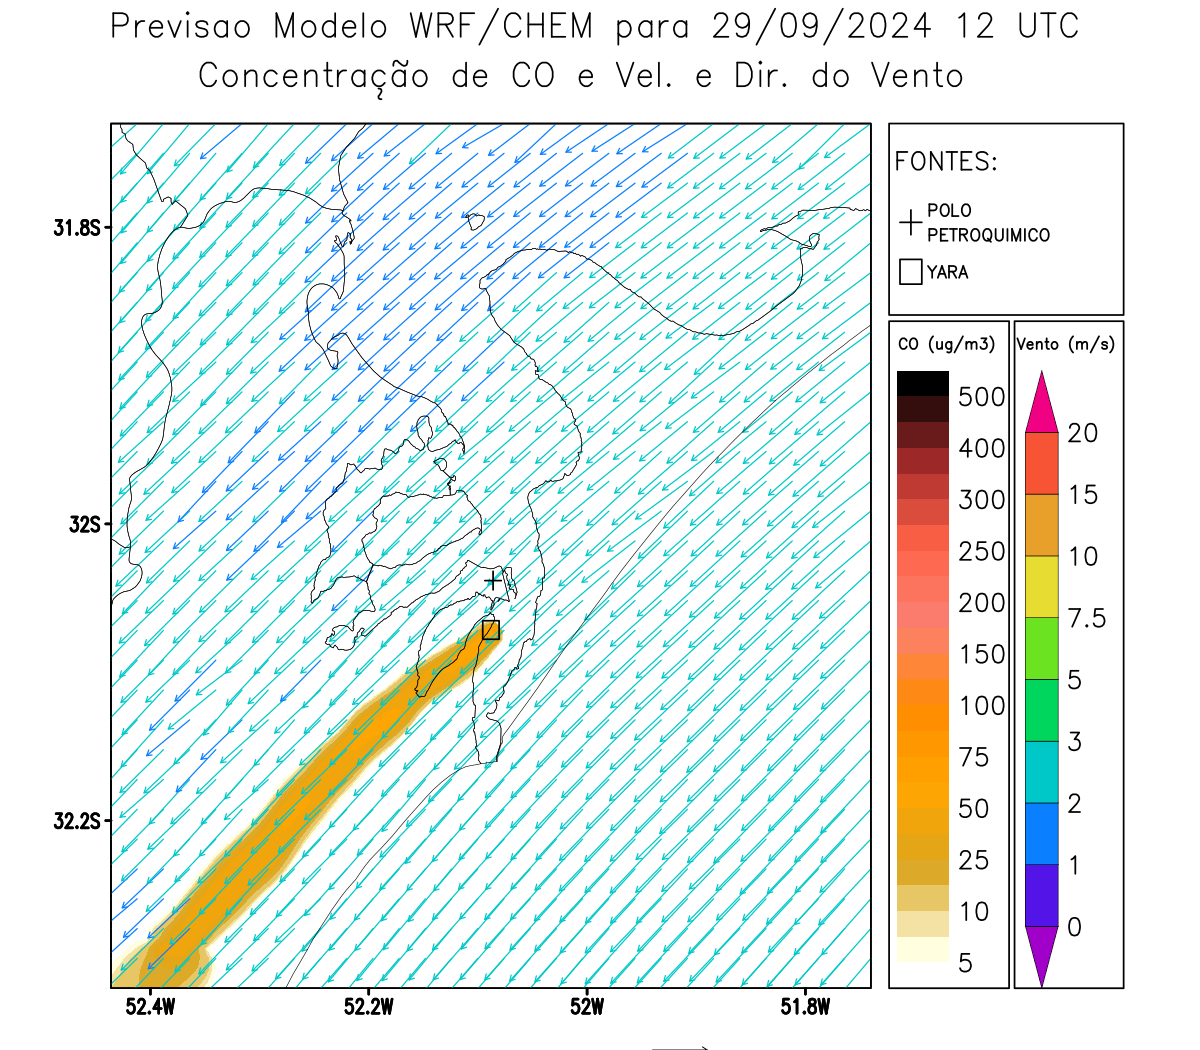 Previsao Modelo WRF/CHEM para 29/09/2024 12 UTC
Concentração de CO e Vel. e Dir. do Vento
FONTES:
POLO
PETROQUIMICO
YARA
CO (ug/m3)
500
400
300
250
200
150
100
75
50
25
10
5
Vento (m/s)
20
15
10
7.5
5
3
2
1
0
31.8S
32S
32.2S
52.4W
52.2W
52W
51.8W